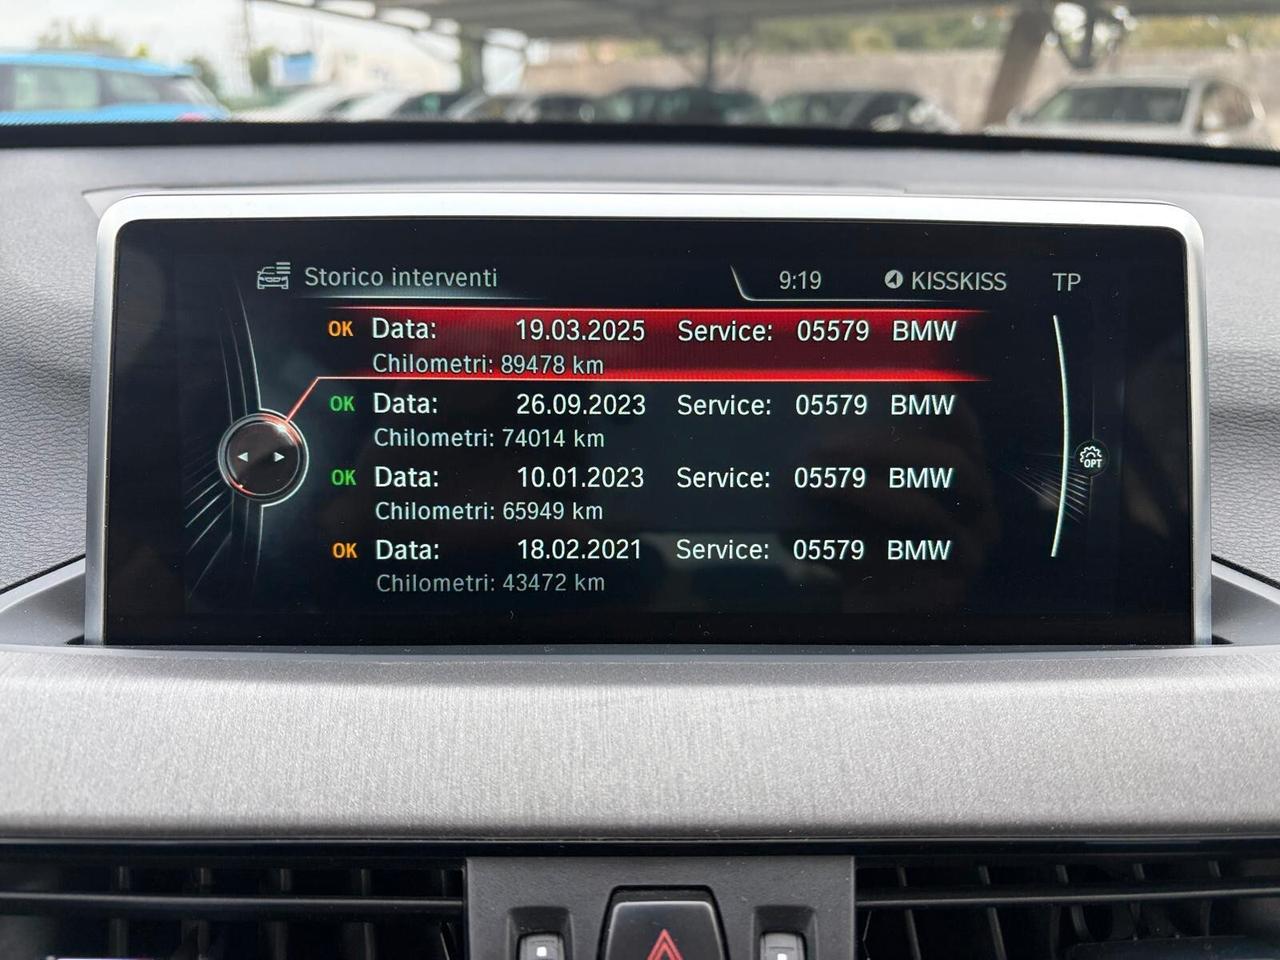 Storico interventi 9:19 KISSKISS TP
OK Data: 19.03.2025 Service: 05579 BMW
Chilometri: 89478 km
OK Data: 26.09.2023 Service: 05579 BMW
Chilometri: 74014 km
OK Data: 10.01.2023 Service: 05579 BMW
Chilometri: 65949 km
OPT
OK Data: 18.02.2021 Service: 05579 BMW
Chilometri: 43472 km